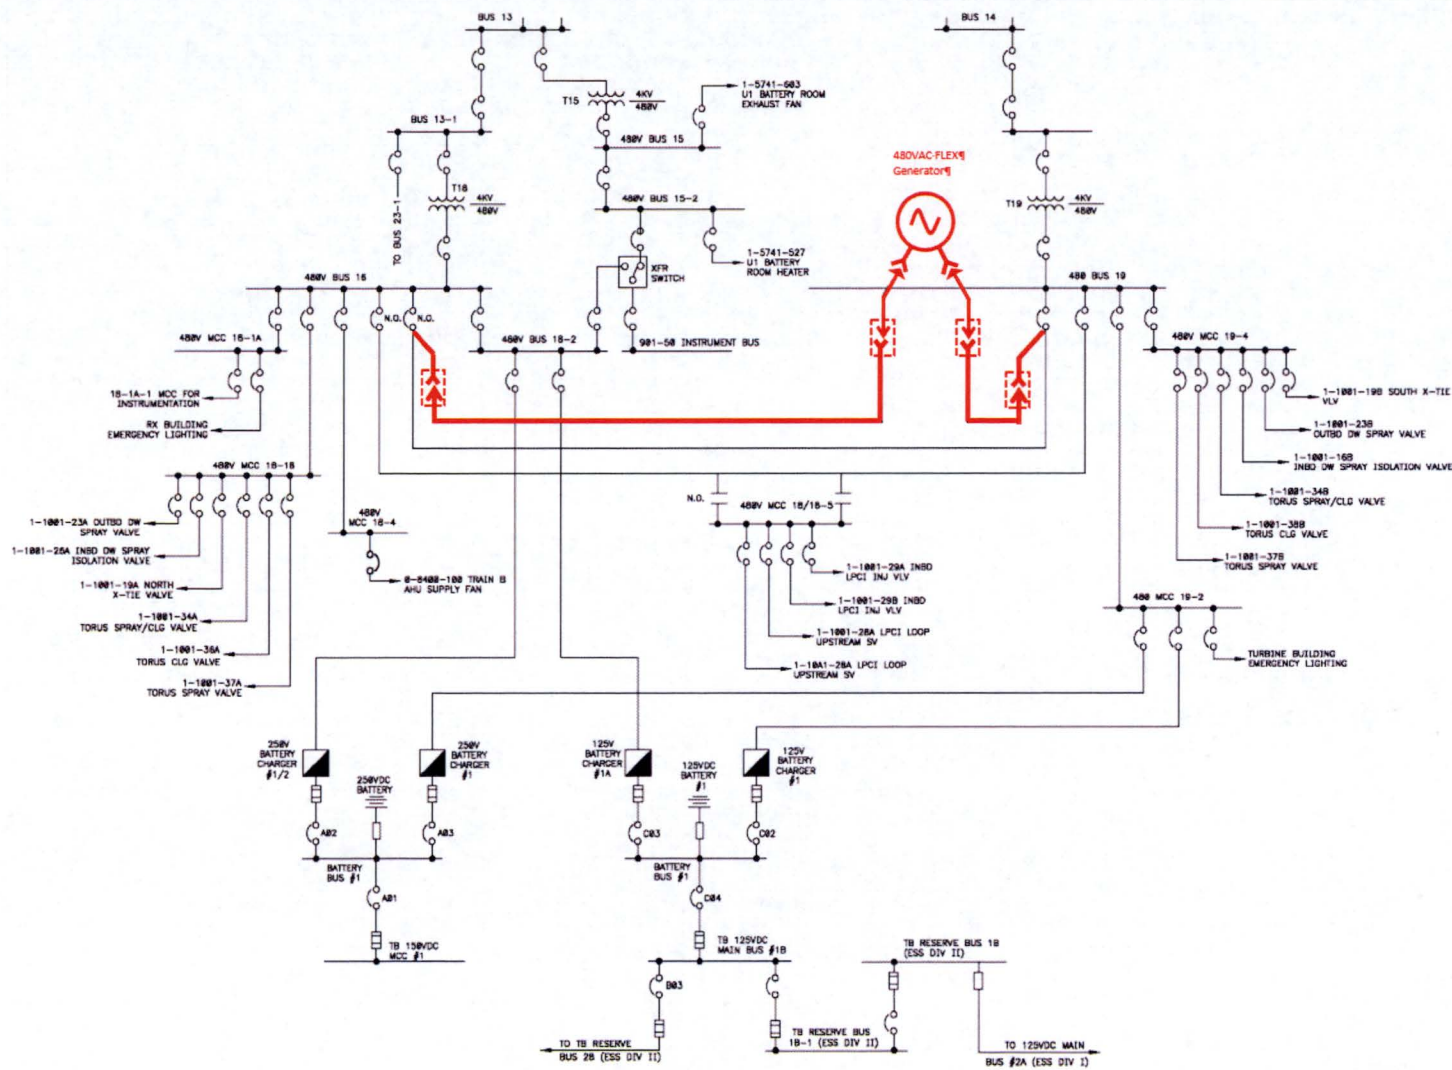 BUS 13
BUS 14
T15
4KV
480V
1-5741-603
U1 BATTERY ROOM
EXHAUST FAN
BUS 13-1
480V BUS 15
480VAC-FLEX¶
Generator¶
T18
4KV
480V
TO BUS 23-1
480V BUS 15-2
T19
4KV
480V
1-5741-527
U1 BATTERY
ROOM HEATER
XFR
SWITCH
480V BUS 16
480 BUS 19
N.O.
N.O.
480V MCC 16-1A
480V BUS 18-2
901-50 INSTRUMENT BUS
480V MCC 19-4
18-1A-1 MCC FOR
INSTRUMENTATION
RX BUILDING
EMERGENCY LIGHTING
1-1001-19B SOUTH X-TIE
VLV
1-1001-23B
OUTBD DW SPRAY VALVE
1-1001-16B
INBD DW SPRAY ISOLATION VALVE
1-1001-34B
TORUS SPRAY/CLG VALVE
1-1001-38B
TORUS CLG VALVE
1-1001-37B
TORUS SPRAY VALVE
480V MCC 18-1B
N.O.
480V MCC 18/18-5
480V
MCC 18-4
1-1001-23A OUTBD DW
SPRAY VALVE
1-1001-26A INBD DW SPRAY
ISOLATION VALVE
1-1001-19A NORTH
X-TIE VALVE
1-1001-34A
TORUS SPRAY/CLG VALVE
1-1001-36A
TORUS CLG VALVE
1-1001-37A
TORUS SPRAY VALVE
0-8400-100 TRAIN B
AHU SUPPLY FAN
1-1001-29A INBD
LPCI INJ VLV
1-1001-29B INBD
LPCI INJ VLV
1-1001-28A LPCI LOOP
UPSTREAM SV
1-10A1-28A LPCI LOOP
UPSTREAM SV
480 MCC 19-2
TURBINE BUILDING
EMERGENCY LIGHTING
250V
BATTERY
CHARGER
#1/2
250VDC
BATTERY
250V
BATTERY
CHARGER
#1
125V
BATTERY
CHARGER
#1A
125VDC
BATTERY
#1
125V
BATTERY
CHARGER
#1
A02
A03
C03
C02
BATTERY
BUS #1
BATTERY
BUS #1
A01
C04
TB 150VDC
MCC #1
TB 125VDC
MAIN BUS #1B
TB RESERVE BUS 1B
(ESS DIV II)
B03
TO TB RESERVE
BUS 2B (ESS DIV II)
TB RESERVE BUS
1B-1 (ESS DIV II)
TO 125VDC MAIN
BUS #2A (ESS DIV I)